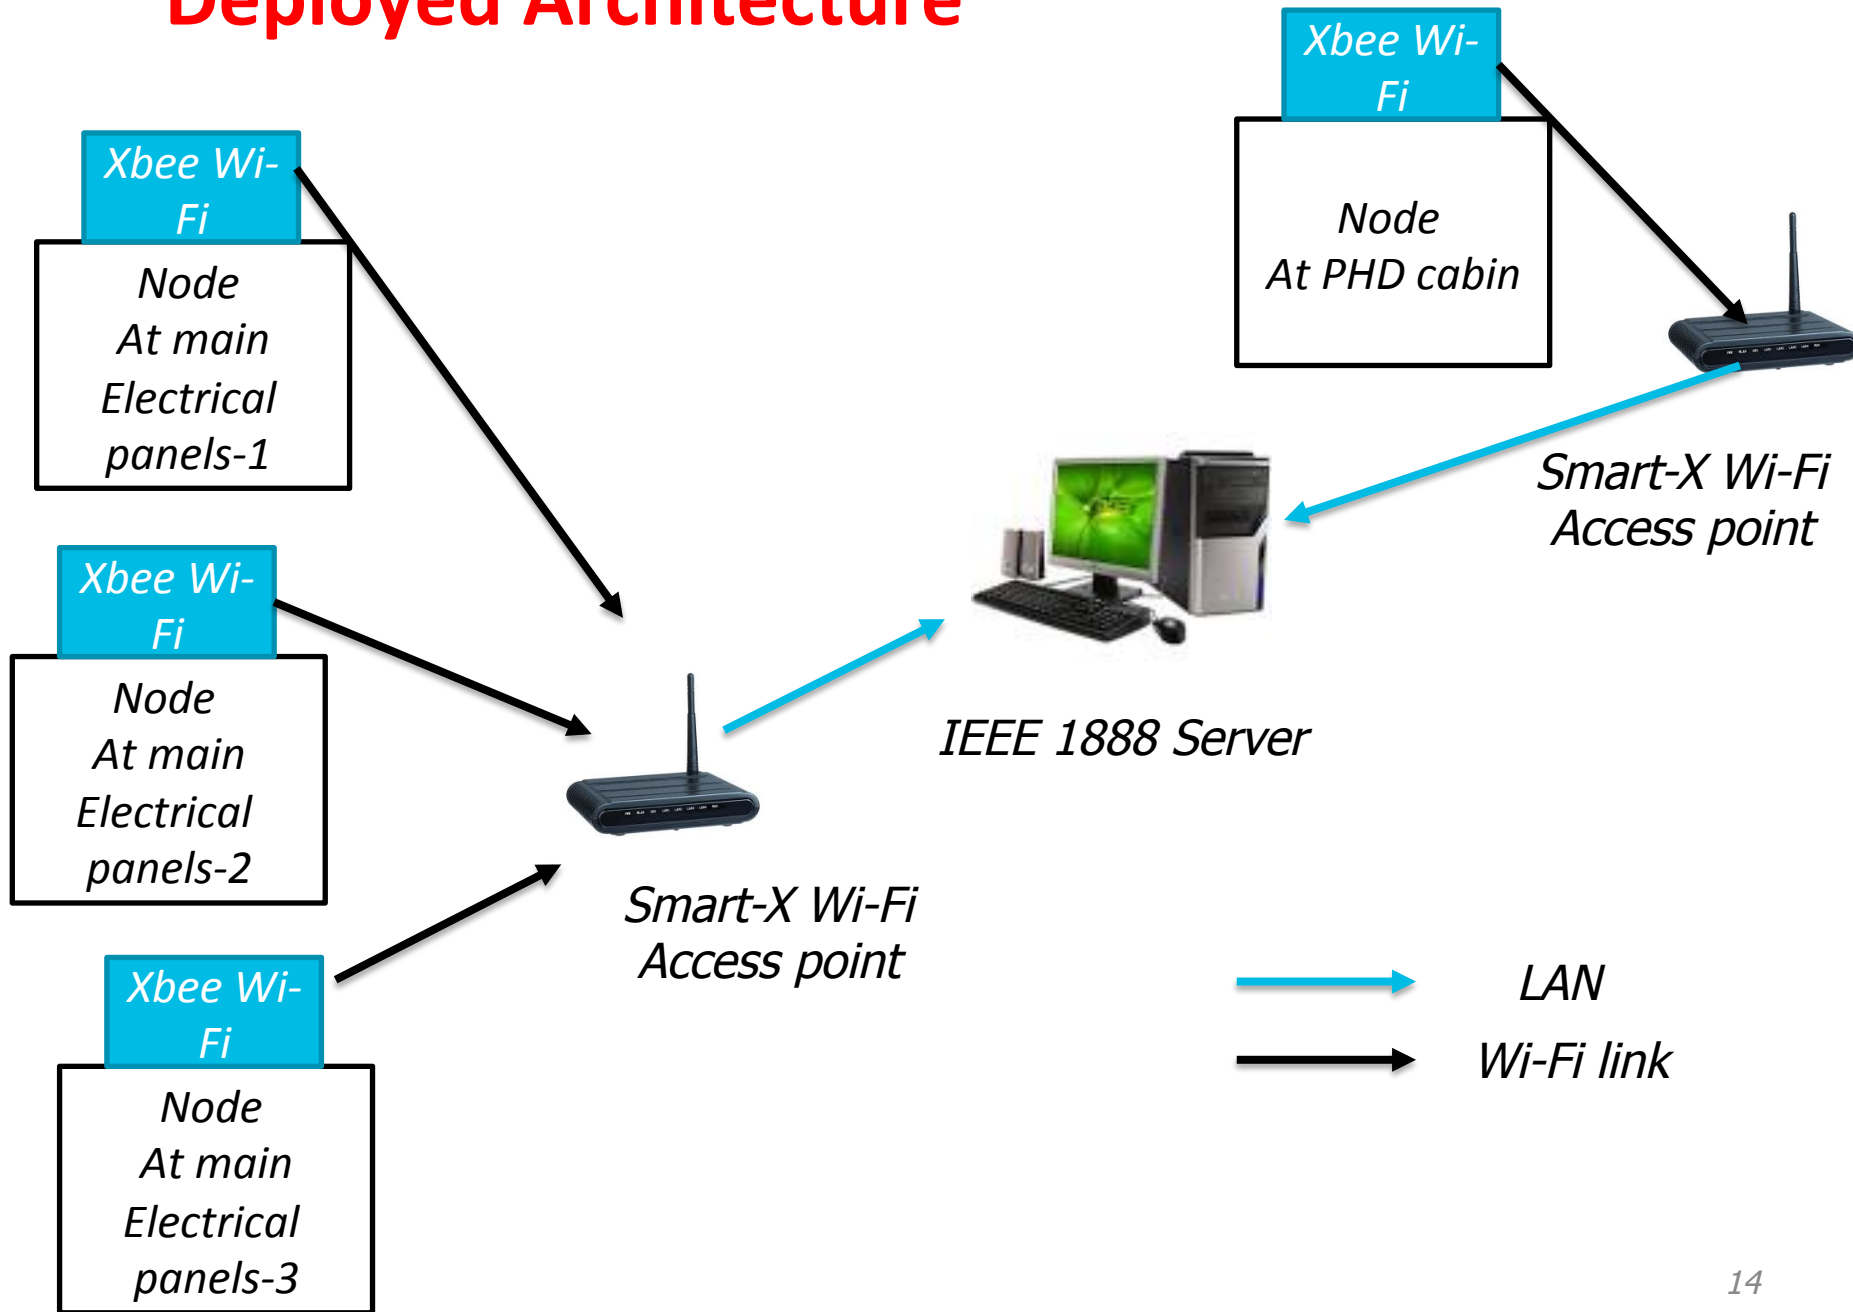 Deployed Architecture
Xbee Wi-
Fi
Node
At PHD cabin
Xbee Wi-
Fi
Node
At main
Electrical
panels-1
Smart-X Wi-Fi
Access point
Xbee Wi-
Fi
Node
At main
Electrical
panels-2
IEEE 1888 Server
Smart-X Wi-Fi
Access point
Xbee Wi-
Fi
Node
At main
Electrical
panels-3
LAN
Wi-Fi link
14